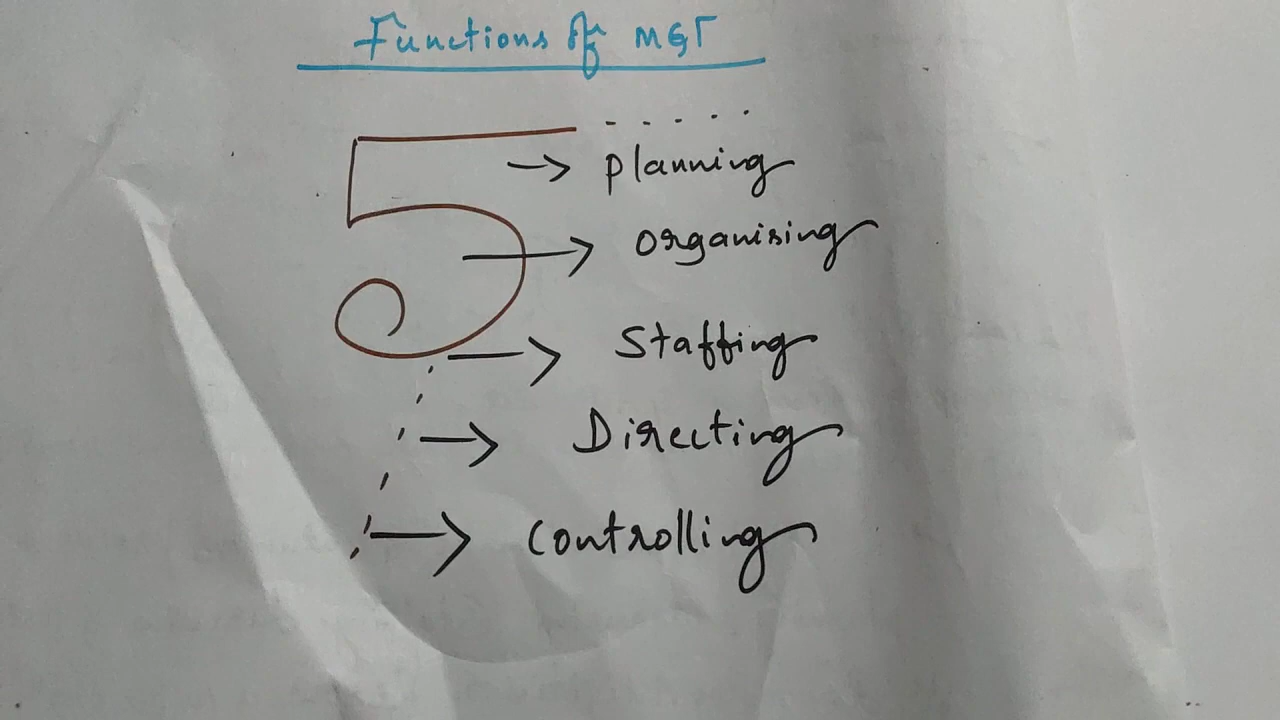 Functions of MGT
5 .....
→ planning
→ organising
→ Staffing
→ Directing
→ controlling